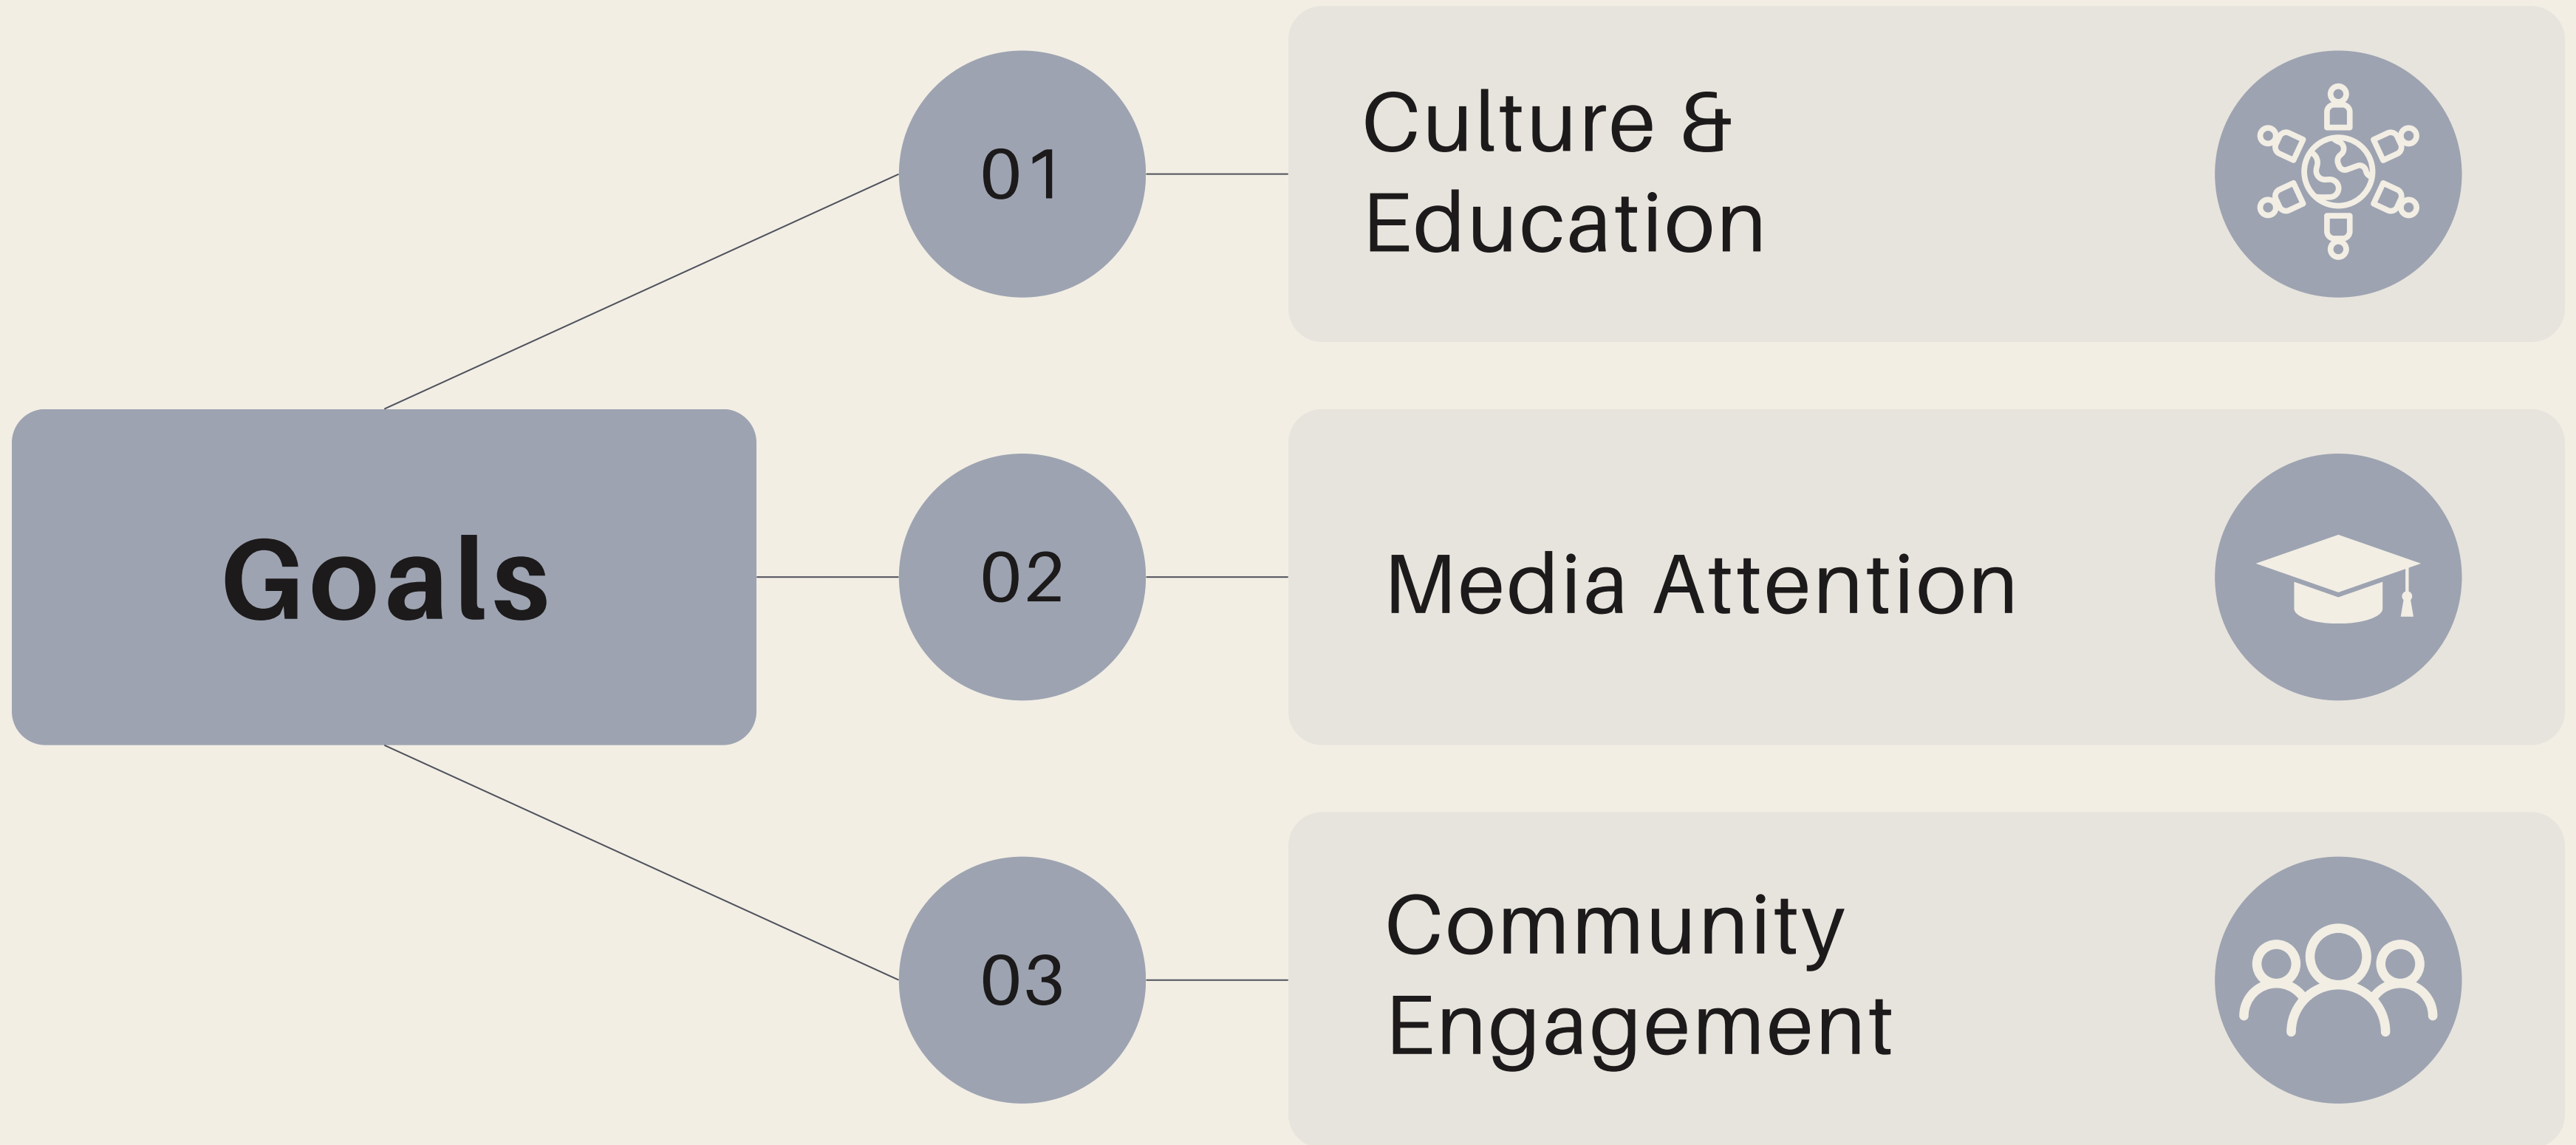 Goals
01
Culture &
Education
02
Media Attention
03
Community
Engagement